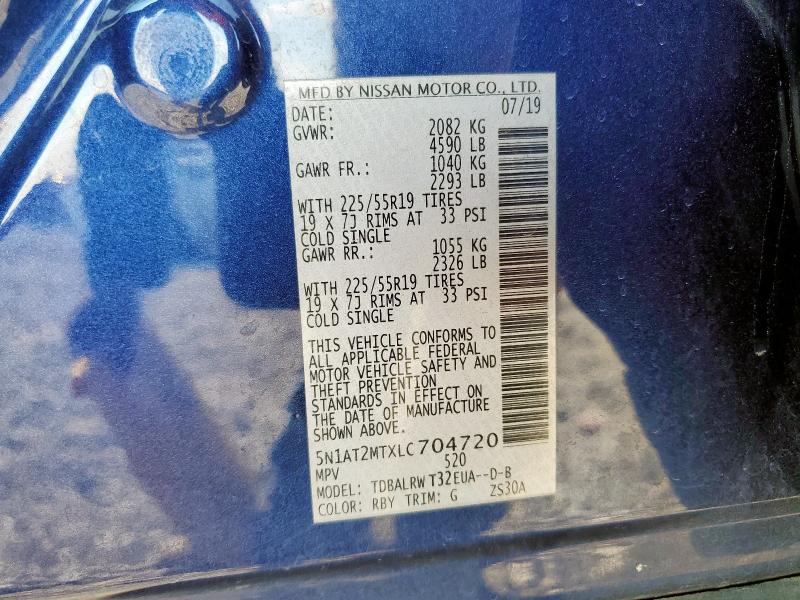 MFD BY NISSAN MOTOR CO., LTD.
DATE: 07/19
GVWR: 2082 KG
4590 LB
GAWR FR.: 1040 KG
2293 LB
WITH 225/55R19 TIRES
19 X 7J RIMS AT 33 PSI
COLD SINGLE
GAWR RR.: 1055 KG
2326 LB
WITH 225/55R19 TIRES
19 X 7J RIMS AT 33 PSI
COLD SINGLE
THIS VEHICLE CONFORMS TO
ALL APPLICABLE FEDERAL
MOTOR VEHICLE SAFETY AND
THEFT PREVENTION
STANDARDS IN EFFECT ON
THE DATE OF MANUFACTURE
SHOWN ABOVE.
5N1AT2MTXLC704720
MPV 520
MODEL: TDBALRW T32EUA--D-B
COLOR: RBY TRIM: G ZS30A